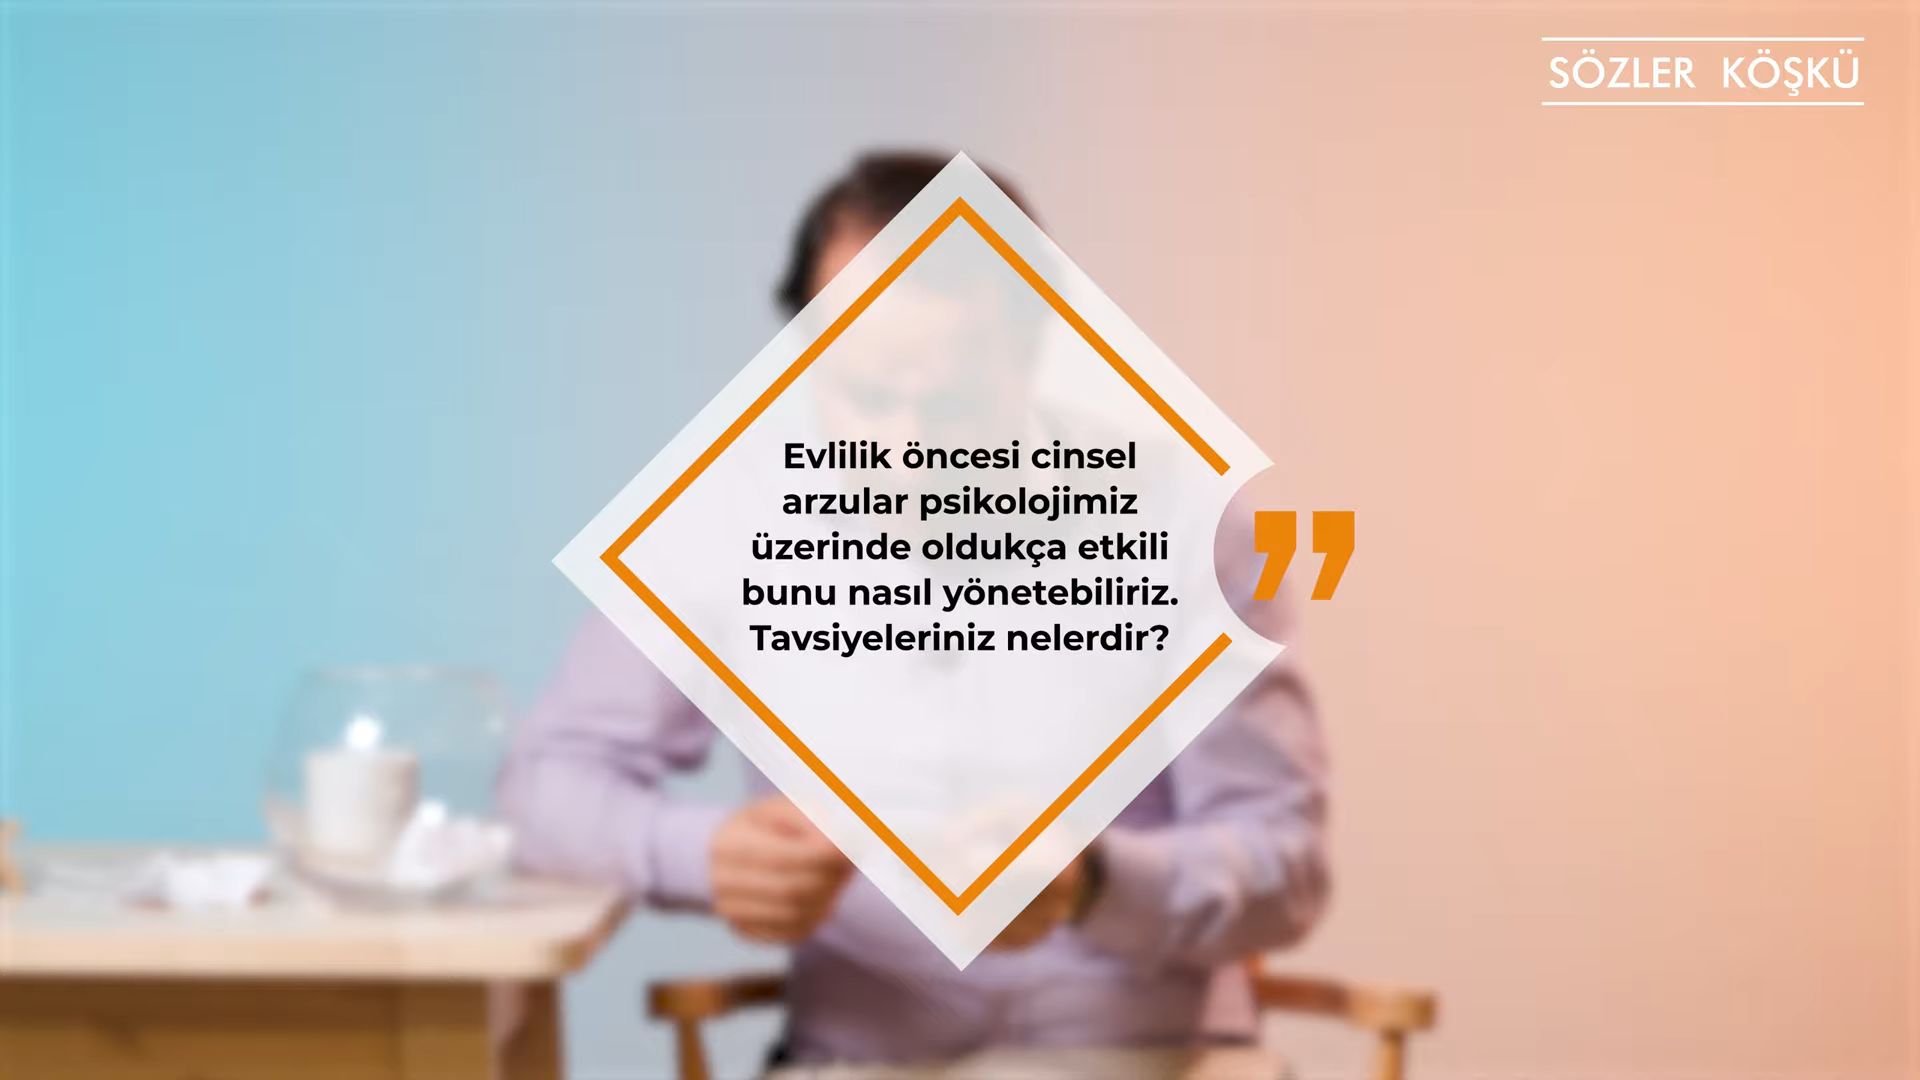 SÖZLER KÖŞKÜ
Evlilik öncesi cinsel
arzular psikolojimiz
üzerinde oldukça etkili
bunu nasıl yönetebiliriz.
Tavsiyeleriniz nelerdir?